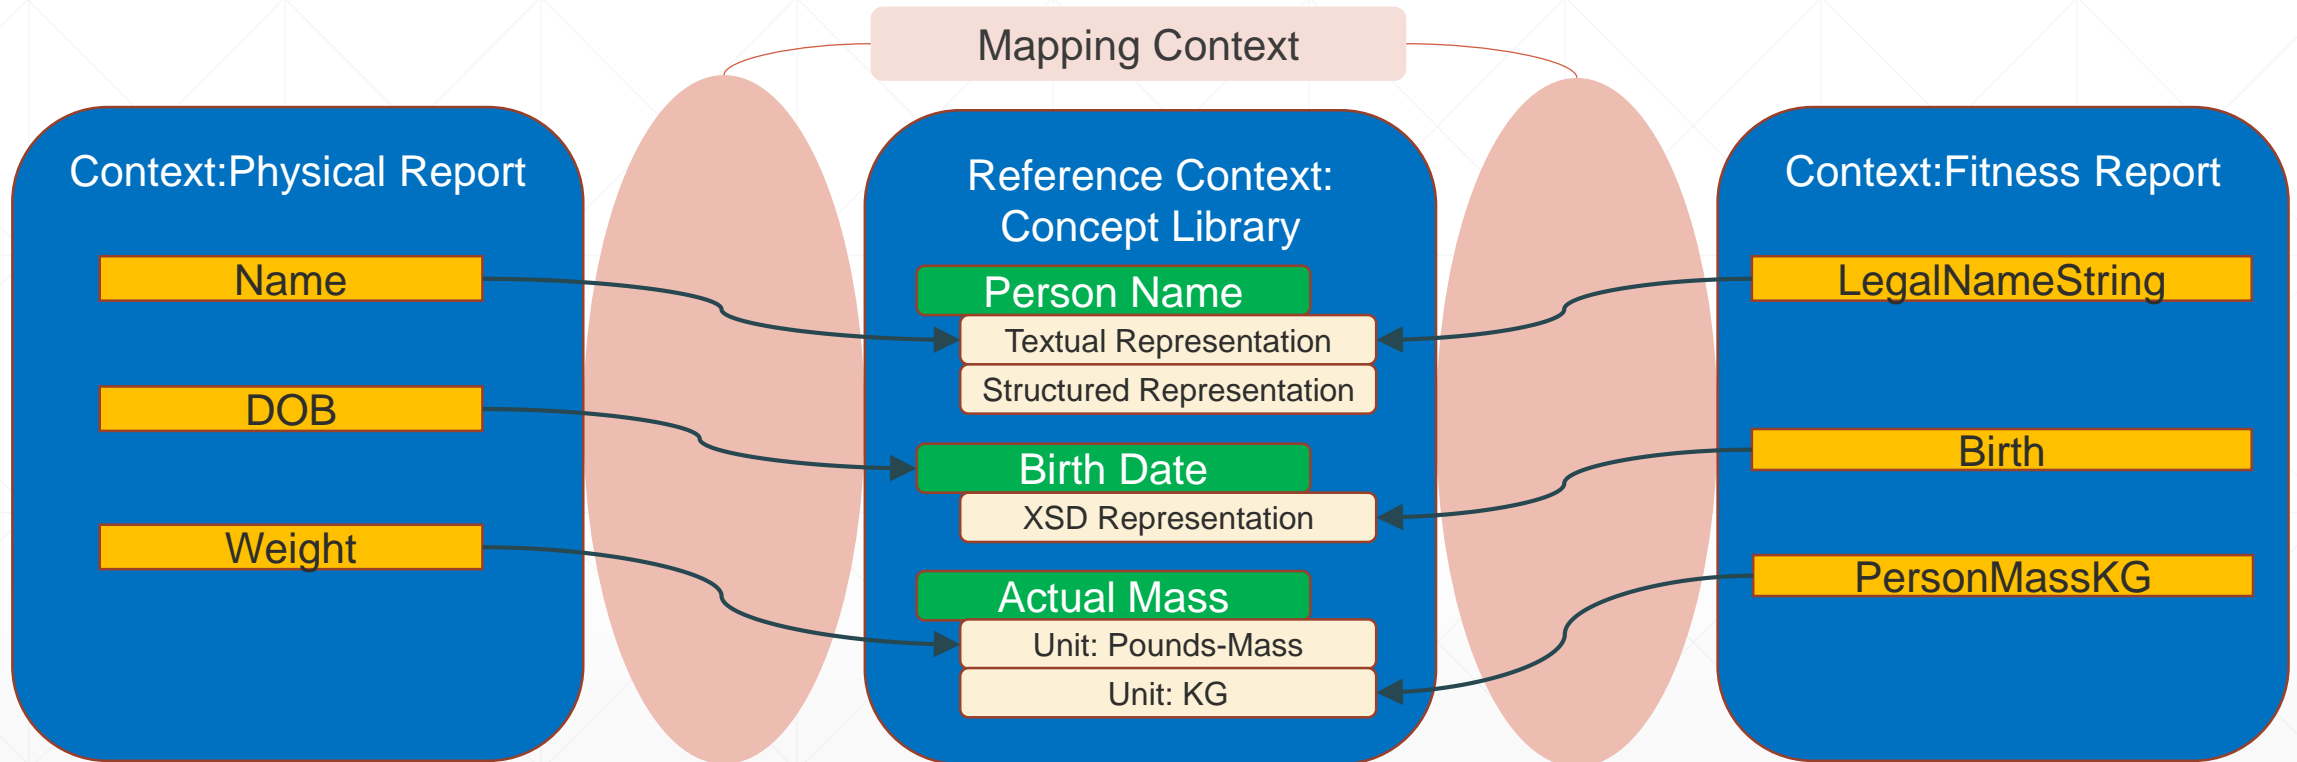 Mapping Context
Context:Physical Report
Name
DOB
Weight
Reference Context:
Concept Library
Person Name
Textual Representation
Structured Representation
Birth Date
XSD Representation
Actual Mass
Unit: Pounds-Mass
Unit: KG
Context:Fitness Report
LegalNameString
Birth
PersonMassKG